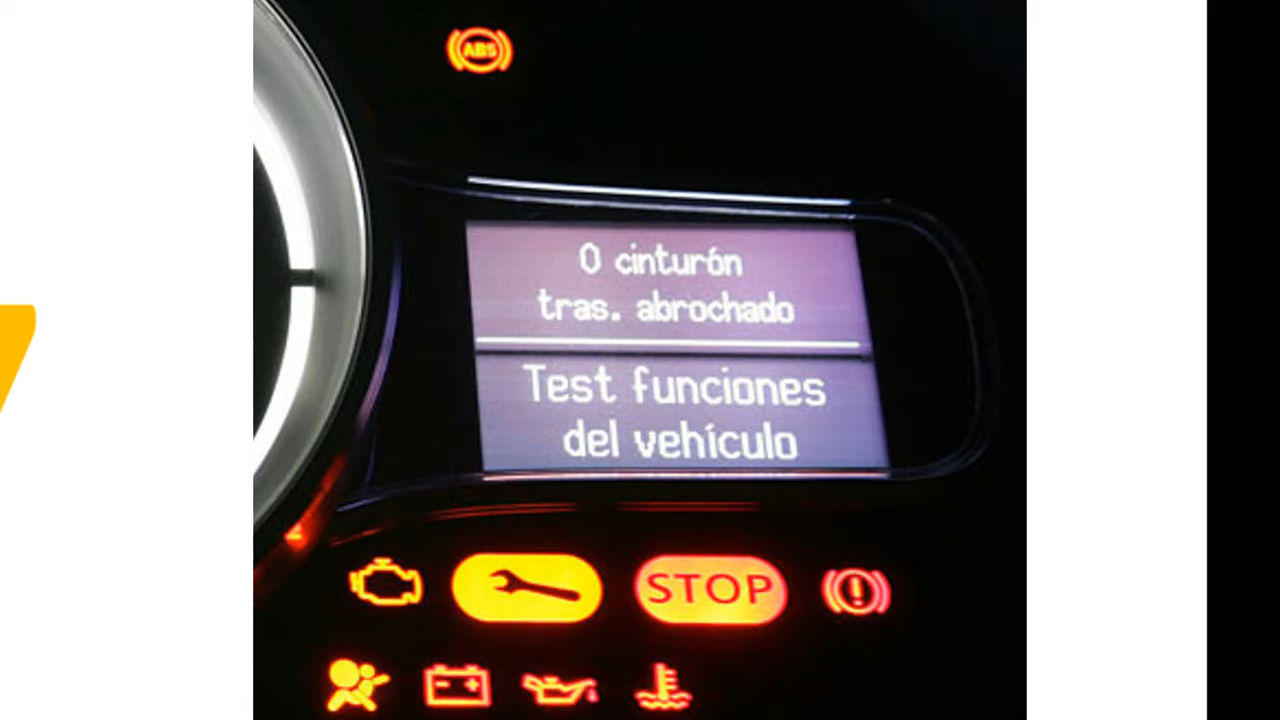 ABS
0 cinturón
tras. abrochado
Test funciones
del vehículo
STOP